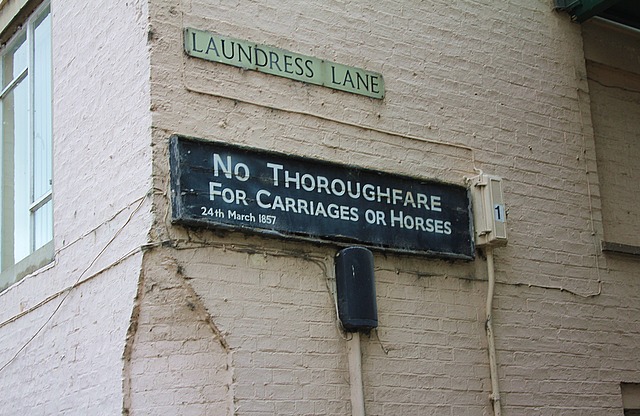 LAUNDRESS LANE
NO THOROUGHFARE
FOR CARRIAGES OR HORSES
24th March 1857
1